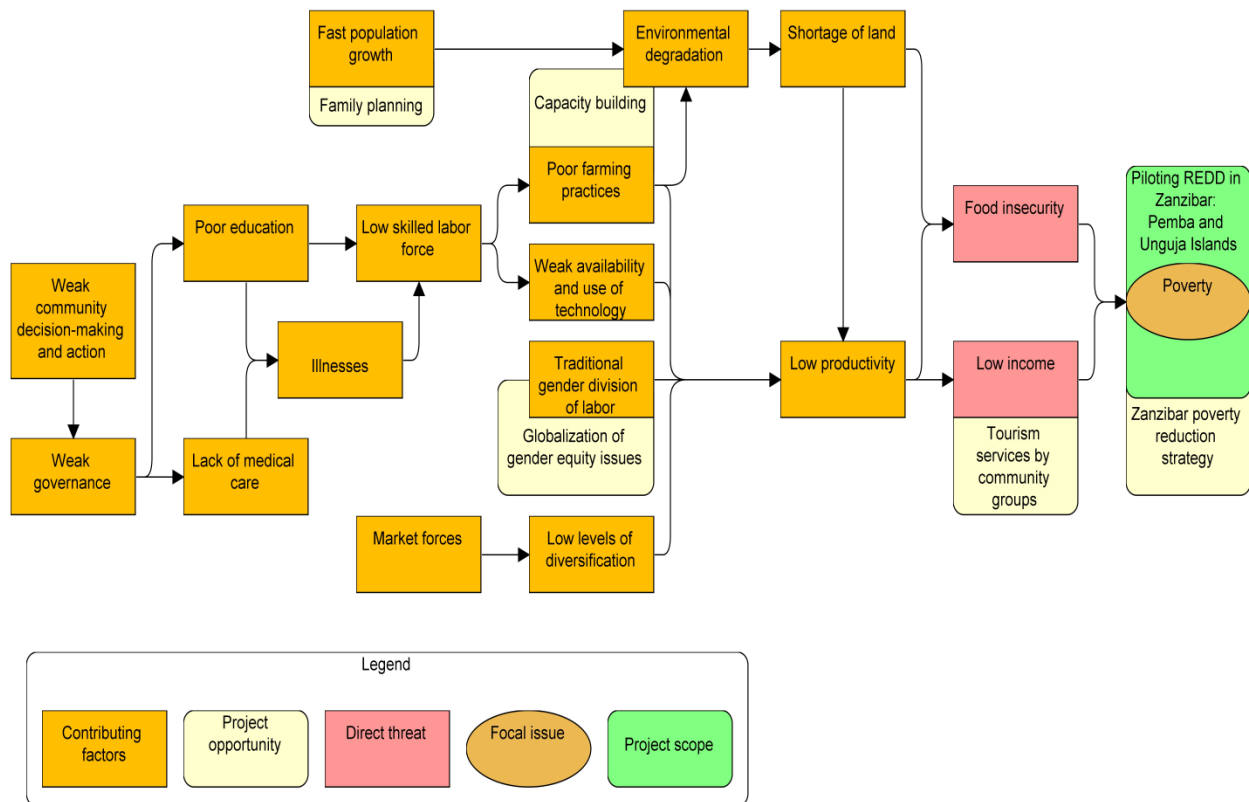 Fast population
growth
Family planning
Environmental
degradation
Shortage of land
Capacity building
Poor farming
practices
Poor education
Low skilled labor
force
Weak
community
decision-making
and action
Weak availability
and use of
technology
Illnesses
Traditional
gender division
of labor
Globalization of
gender equity issues
Weak
governance
Lack of medical
care
Market forces
Low levels of
diversification
Low productivity
Food insecurity
Low income
Tourism
services by
community
groups
Piloting REDD in
Zanzibar:
Pemba and
Unguja Islands
Poverty
Zanzibar poverty
reduction
strategy
Legend
Contributing
factors
Project
opportunity
Direct threat
Focal issue
Project scope